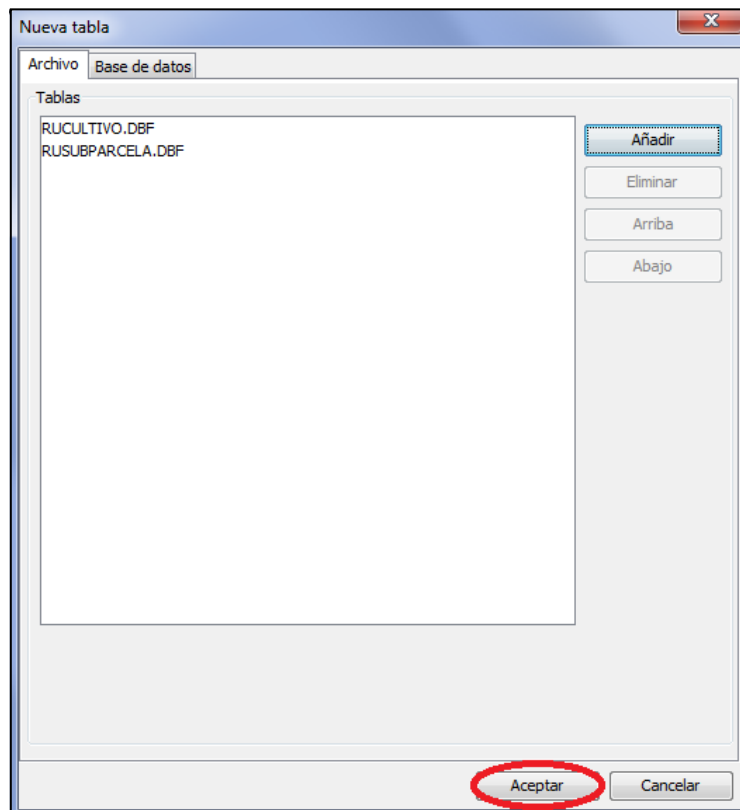 Nueva tabla
Archivo
Base de datos
Tablas
RUCULTIVO.DBF
RUSUBPARCELA.DBF
Añadir
Eliminar
Arriba
Abajo
Aceptar
Cancelar